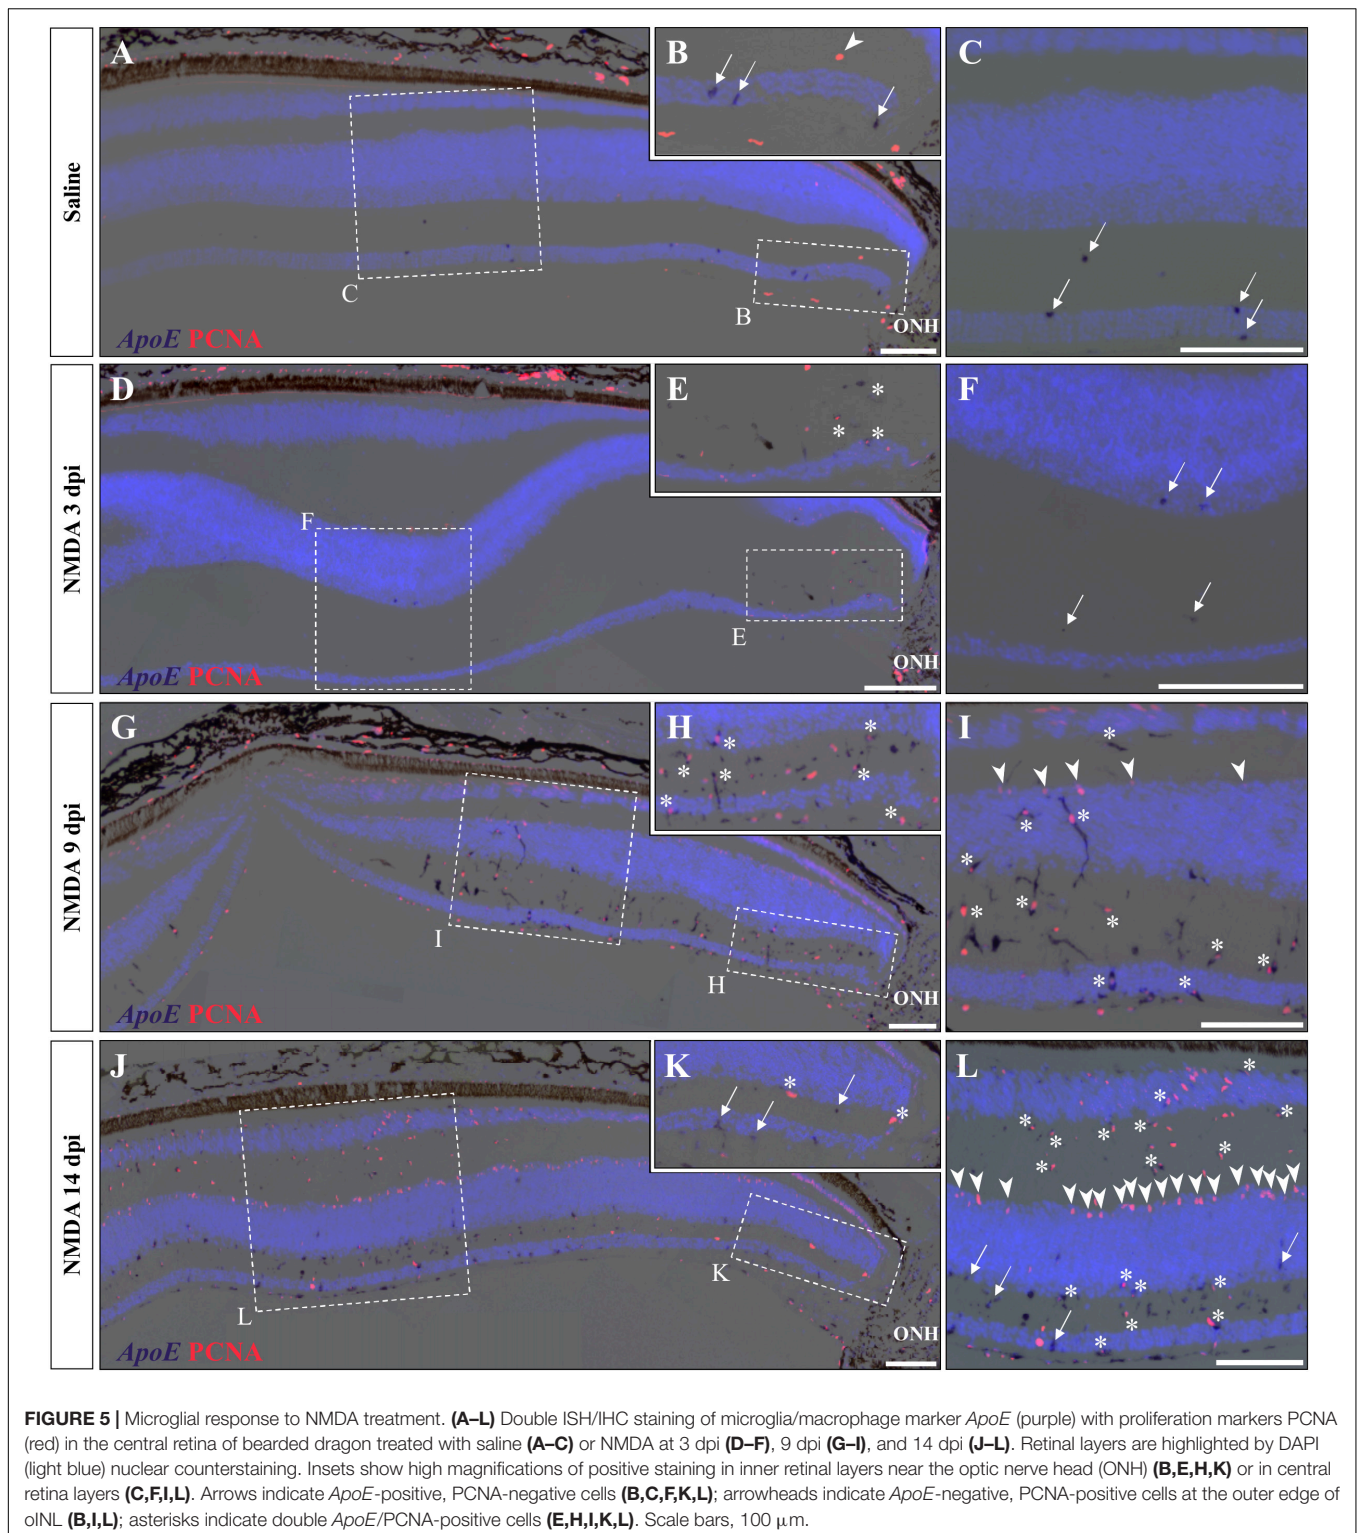 Saline
A
B
C
C
B
ONH
ApoE PCNA
NMDA 3 dpi
D
E
F
F
E
ONH
ApoE PCNA
NMDA 9 dpi
G
H
I
I
H
ONH
ApoE PCNA
NMDA 14 dpi
J
K
L
K
L
ONH
ApoE PCNA
FIGURE 5 | Microglial response to NMDA treatment. (A–L) Double ISH/IHC staining of microglia/macrophage marker ApoE (purple) with proliferation markers PCNA
(red) in the central retina of bearded dragon treated with saline (A–C) or NMDA at 3 dpi (D–F), 9 dpi (G–I), and 14 dpi (J–L). Retinal layers are highlighted by DAPI
(light blue) nuclear counterstaining. Insets show high magnifications of positive staining in inner retinal layers near the optic nerve head (ONH) (B,E,H,K) or in central
retina layers (C,F,I,L). Arrows indicate ApoE-positive, PCNA-negative cells (B,C,F,K,L); arrowheads indicate ApoE-negative, PCNA-positive cells at the outer edge of
oINL (B,I,L); asterisks indicate double ApoE/PCNA-positive cells (E,H,I,K,L). Scale bars, 100 μm.